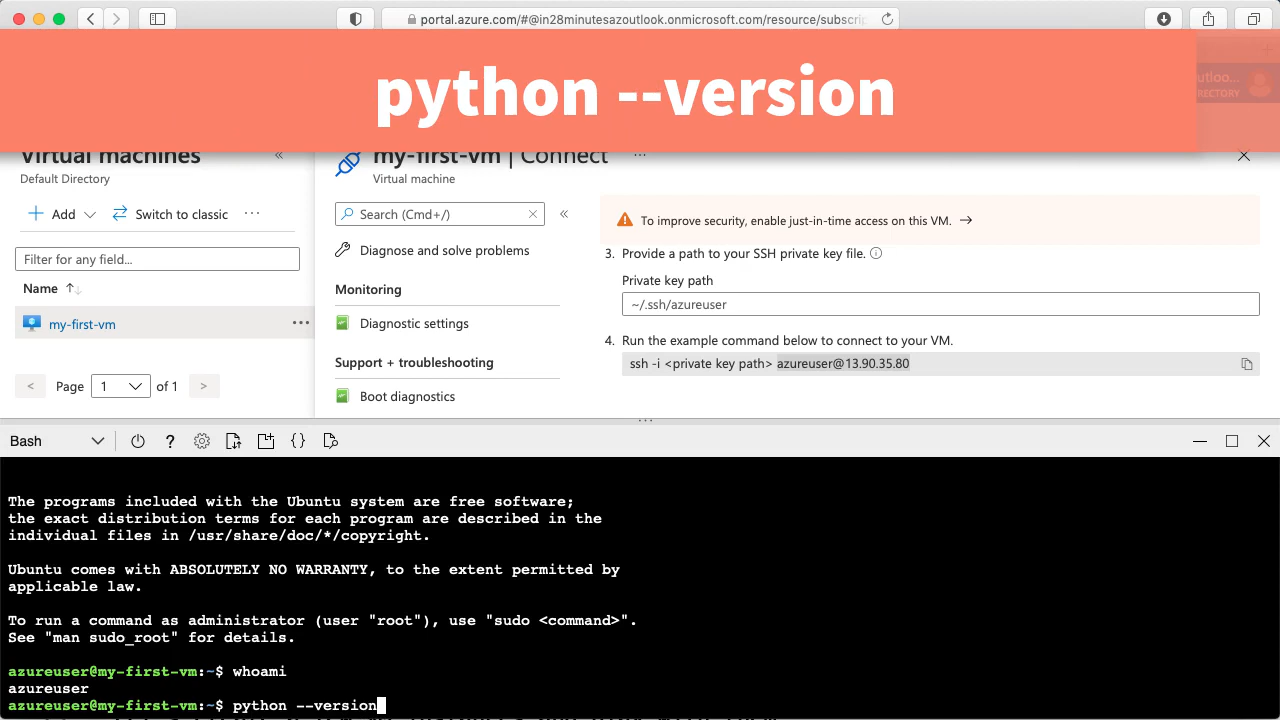 portal.azure.com/#@in28minutesazoutlook.onmicrosoft.com/resource/subscrip
python --version
utloo...
RECTORY
Virtual machines
«
Default Directory
Add
Switch to classic
...
Filter for any field...
Name
my-first-vm
...
< Page 1 of 1 >
my-first-vm | Connect
...
Virtual machine
Search (Cmd+/)
«
Diagnose and solve problems
Monitoring
Diagnostic settings
Support + troubleshooting
Boot diagnostics
To improve security, enable just-in-time access on this VM. →
3. Provide a path to your SSH private key file.
Private key path
~/.ssh/azureuser
4. Run the example command below to connect to your VM.
ssh -i <private key path> azureuser@13.90.35.80
Bash
?
{}
The programs included with the Ubuntu system are free software;
the exact distribution terms for each program are described in the
individual files in /usr/share/doc/*/copyright.
Ubuntu comes with ABSOLUTELY NO WARRANTY, to the extent permitted by
applicable law.
To run a command as administrator (user "root"), use "sudo <command>".
See "man sudo_root" for details.
azureuser@my-first-vm:~$ whoami
azureuser
azureuser@my-first-vm:~$ python --version